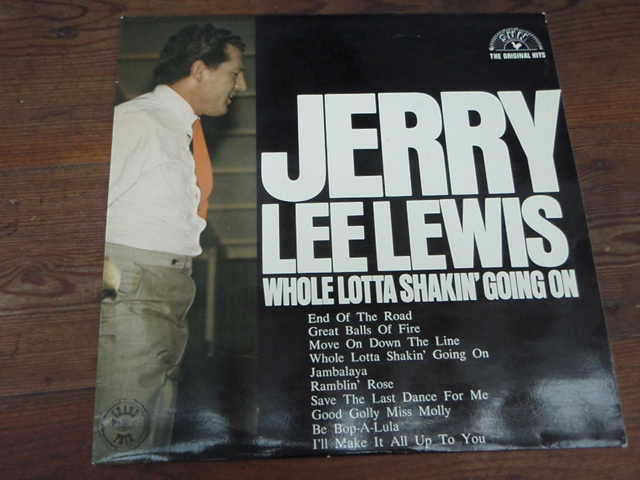 SUN
THE ORIGINAL HITS
JERRY
LEE LEWIS
WHOLE LOTTA SHAKIN' GOING ON
End Of The Road
Great Balls Of Fire
Move On Down The Line
Whole Lotta Shakin' Going On
Jambalaya
Ramblin' Rose
Save The Last Dance For Me
Good Golly Miss Molly
Be Bop-A-Lula
I'll Make It All Up To You